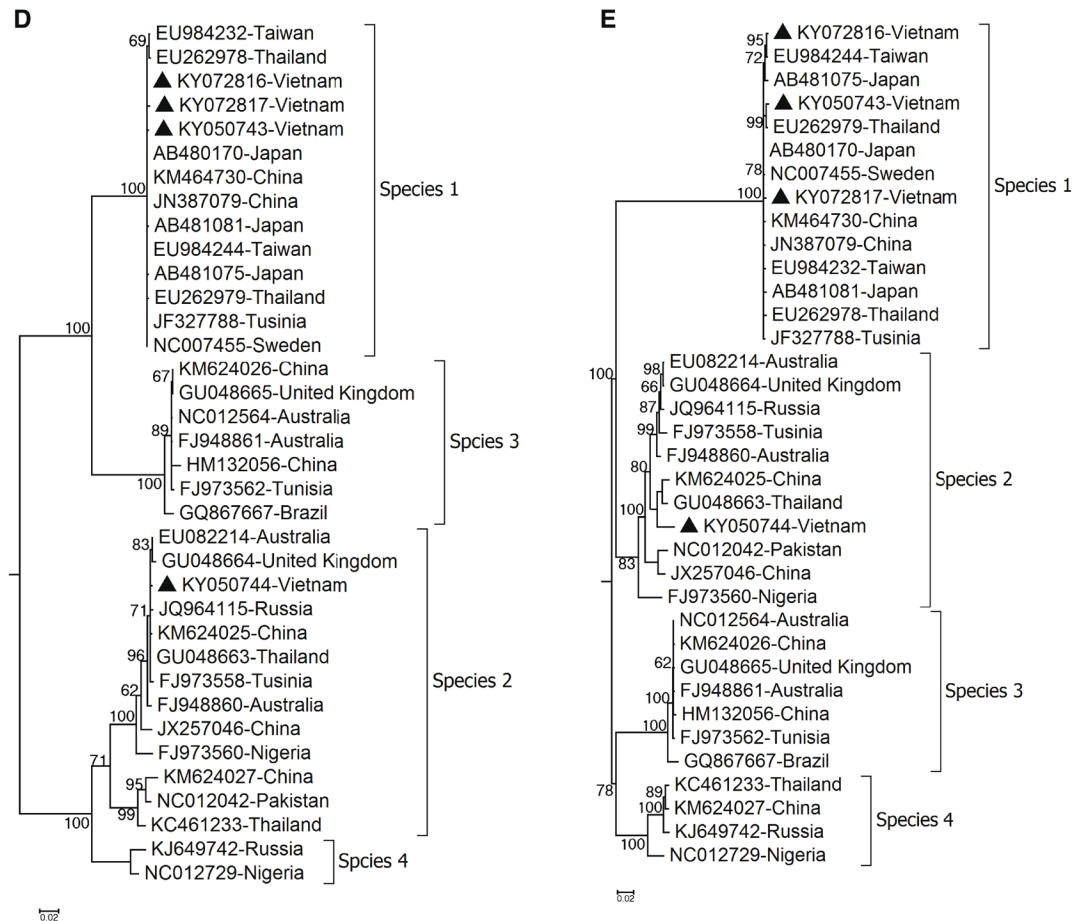 D
69
EU984232-Taiwan
EU262978-Thailand
KY072816-Vietnam
KY072817-Vietnam
KY050743-Vietnam
AB480170-Japan
KM464730-China
100
JN387079-China
Species 1
AB481081-Japan
EU984244-Taiwan
AB481075-Japan
EU262979-Thailand
JF327788-Tusinia
100
NC007455-Sweden
KM624026-China
67
GU048665-United Kingdom
NC012564-Australia
89
FJ948861-Australia
Spcies 3
HM132056-China
100
FJ973562-Tunisia
GQ867667-Brazil
EU082214-Australia
83
GU048664-United Kingdom
KY050744-Vietnam
71
JQ964115-Russia
KM624025-China
96
GU048663-Thailand
62
FJ973558-Tusinia
Species 2
FJ948860-Australia
100
JX257046-China
71
FJ973560-Nigeria
95
KM624027-China
NC012042-Pakistan
99
100
KC461233-Thailand
KJ649742-Russia
Spcies 4
NC012729-Nigeria
0.02
E
95
KY072816-Vietnam
72
EU984244-Taiwan
AB481075-Japan
KY050743-Vietnam
99
EU262979-Thailand
AB480170-Japan
78
NC007455-Sweden
Species 1
100
KY072817-Vietnam
KM464730-China
JN387079-China
EU984232-Taiwan
AB481081-Japan
EU262978-Thailand
JF327788-Tusinia
100
98
EU082214-Australia
66
GU048664-United Kingdom
87
JQ964115-Russia
99
FJ973558-Tusinia
FJ948860-Australia
80
KM624025-China
Species 2
GU048663-Thailand
100
KY050744-Vietnam
NC012042-Pakistan
83
JX257046-China
FJ973560-Nigeria
NC012564-Australia
KM624026-China
62
GU048665-United Kingdom
Species 3
100
FJ948861-Australia
HM132056-China
100
FJ973562-Tunisia
GQ867667-Brazil
78
KC461233-Thailand
89
KM624027-China
100
Species 4
KJ649742-Russia
100
NC012729-Nigeria
0.02